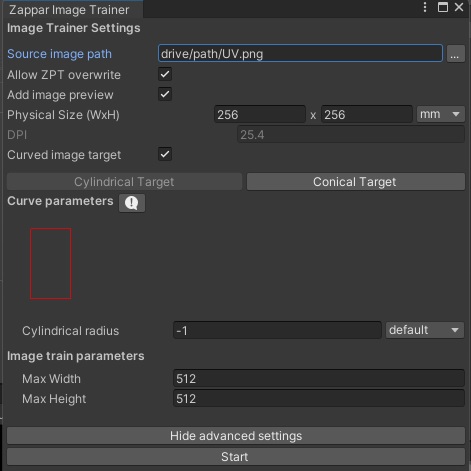 Zappar Image Trainer
Image Trainer Settings
Source image path drive/path/UV.png ...
Allow ZPT overwrite
Add image preview
Physical Size (WxH) 256 x 256 mm
DPI 25.4
Curved image target
Cylindrical Target Conical Target
Curve parameters
Cylindrical radius -1 default
Image train parameters
Max Width 512
Max Height 512
Hide advanced settings
Start